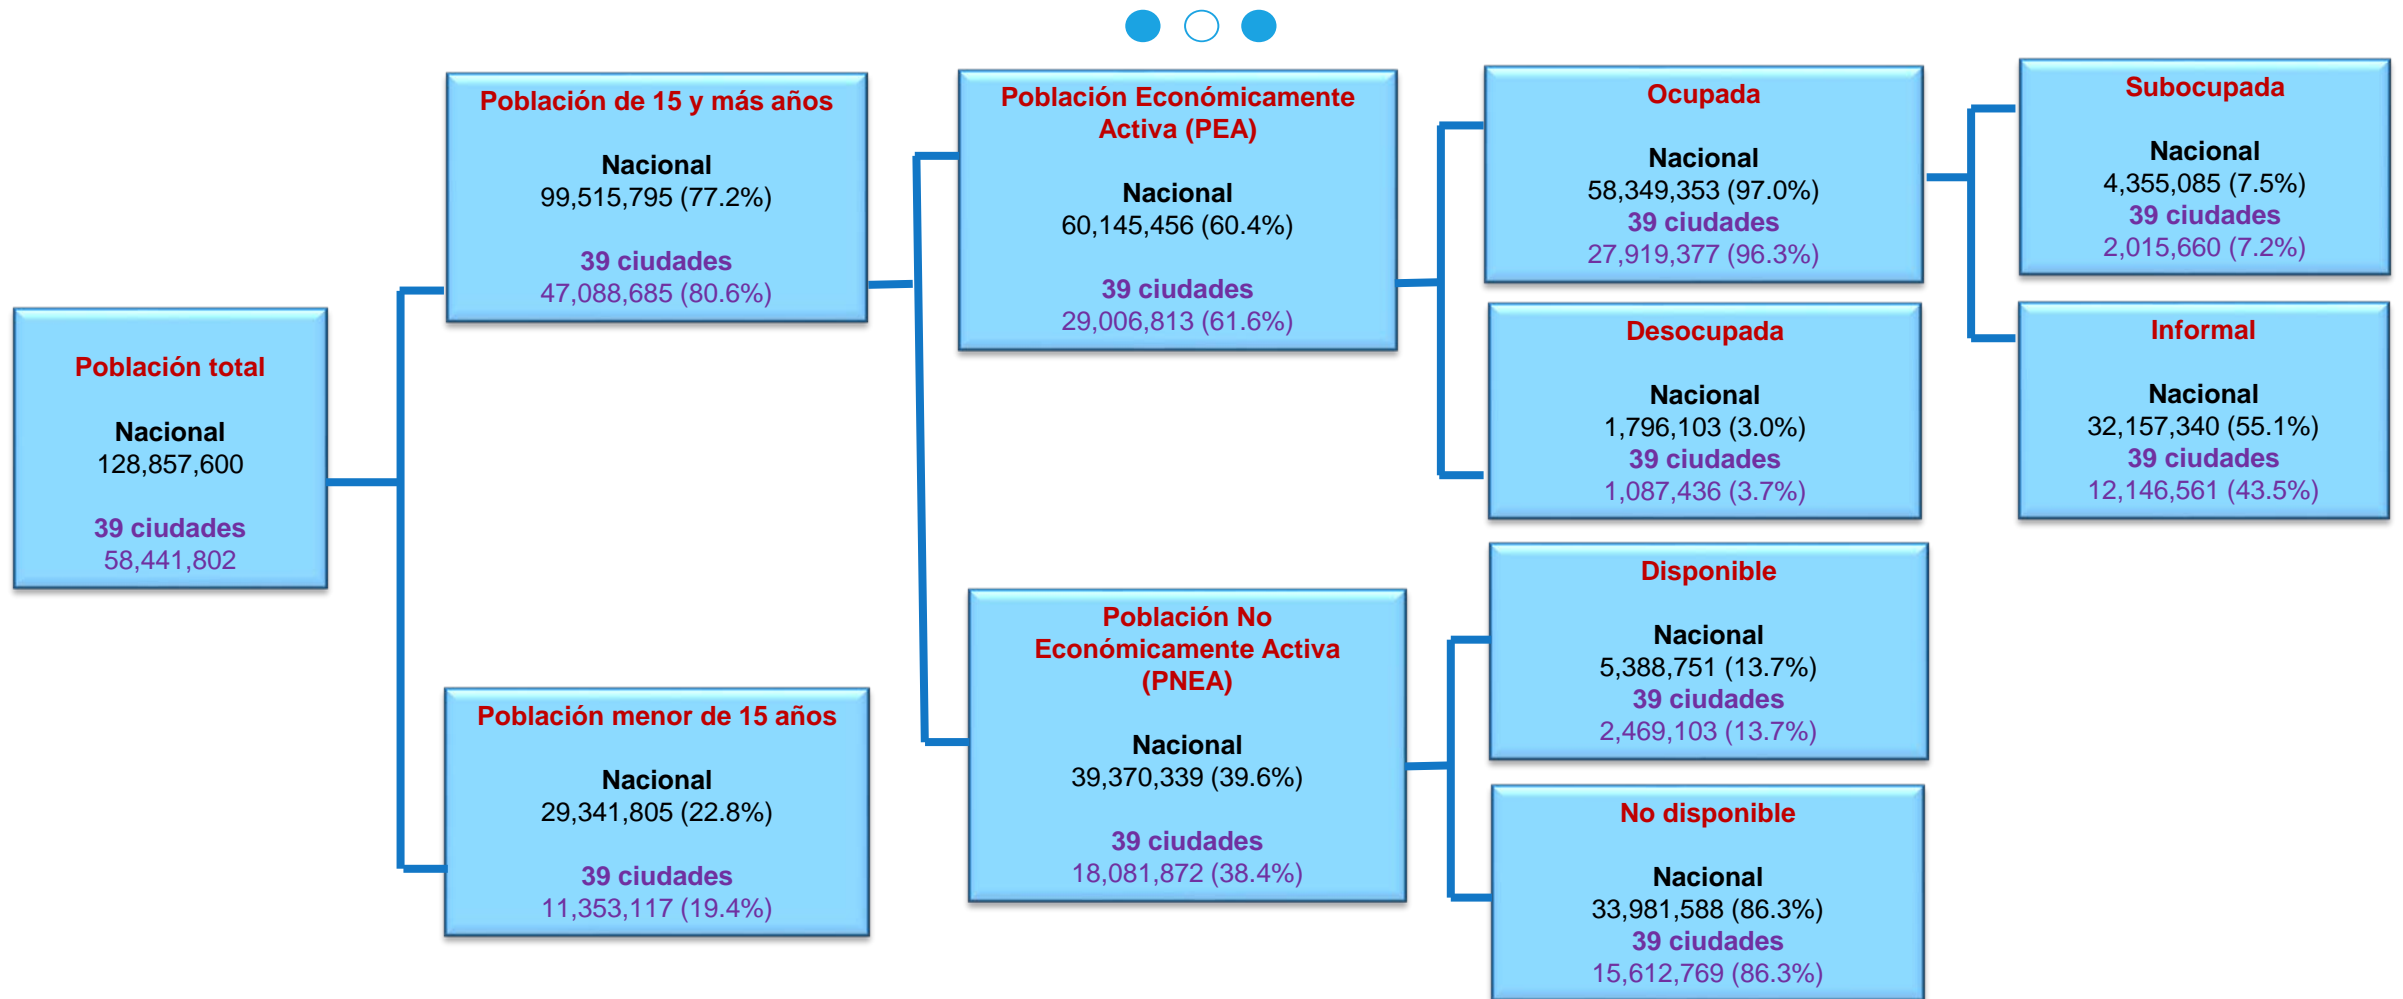 Población total
Nacional
128,857,600
39 ciudades
58,441,802
Población de 15 y más años
Nacional
99,515,795 (77.2%)
39 ciudades
47,088,685 (80.6%)
Población menor de 15 años
Nacional
29,341,805 (22.8%)
39 ciudades
11,353,117 (19.4%)
Población Económicamente
Activa (PEA)
Nacional
60,145,456 (60.4%)
39 ciudades
29,006,813 (61.6%)
Población No
Económicamente Activa
(PNEA)
Nacional
39,370,339 (39.6%)
39 ciudades
18,081,872 (38.4%)
Ocupada
Nacional
58,349,353 (97.0%)
39 ciudades
27,919,377 (96.3%)
Desocupada
Nacional
1,796,103 (3.0%)
39 ciudades
1,087,436 (3.7%)
Disponible
Nacional
5,388,751 (13.7%)
39 ciudades
2,469,103 (13.7%)
No disponible
Nacional
33,981,588 (86.3%)
39 ciudades
15,612,769 (86.3%)
Subocupada
Nacional
4,355,085 (7.5%)
39 ciudades
2,015,660 (7.2%)
Informal
Nacional
32,157,340 (55.1%)
39 ciudades
12,146,561 (43.5%)